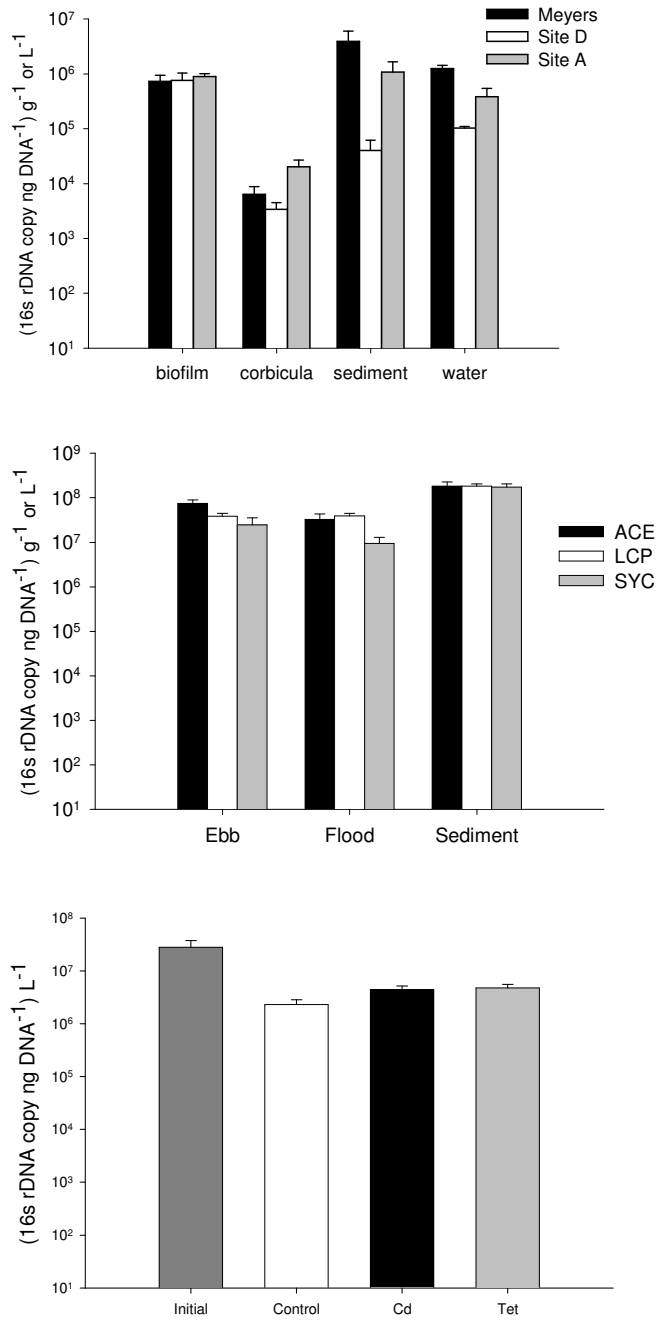 Meyers
Site D
Site A
(16s rDNA copy ng DNA⁻¹) g⁻¹ or L⁻¹
10⁷
10⁶
10⁵
10⁴
10³
10²
10¹
biofilm corbicula sediment water
(16s rDNA copy ng DNA⁻¹) g⁻¹ or L⁻¹
10⁹
10⁸
10⁷
10⁶
10⁵
10⁴
10³
10²
10¹
ACE
LCP
SYC
Ebb Flood Sediment
(16s rDNA copy ng DNA⁻¹) L⁻¹
10⁸
10⁷
10⁶
10⁵
10⁴
10³
10²
10¹
Initial Control Cd Tet